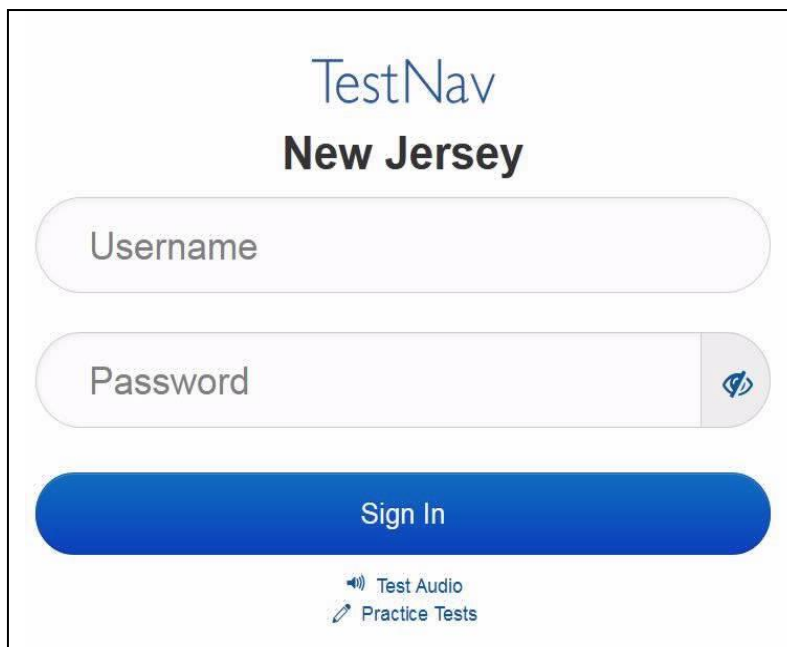 TestNav
New Jersey
Username
Password
Sign In
Test Audio
Practice Tests